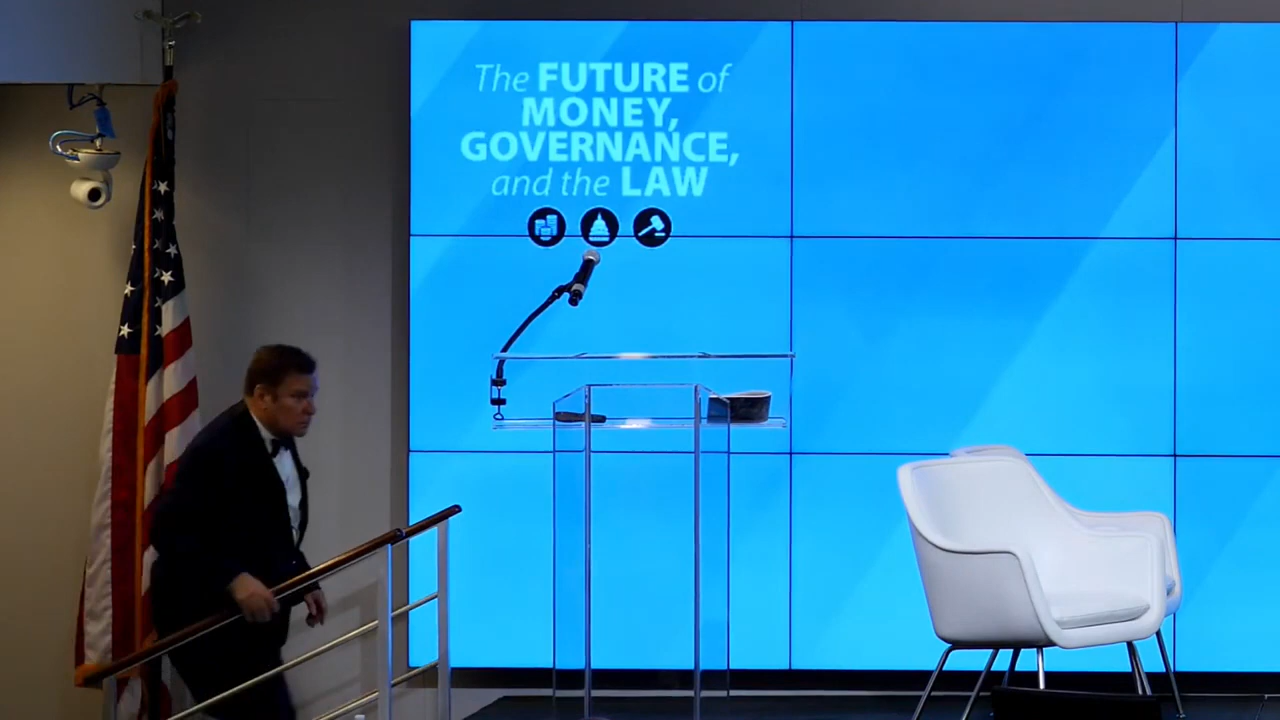 The FUTURE of
MONEY,
GOVERNANCE,
and the LAW